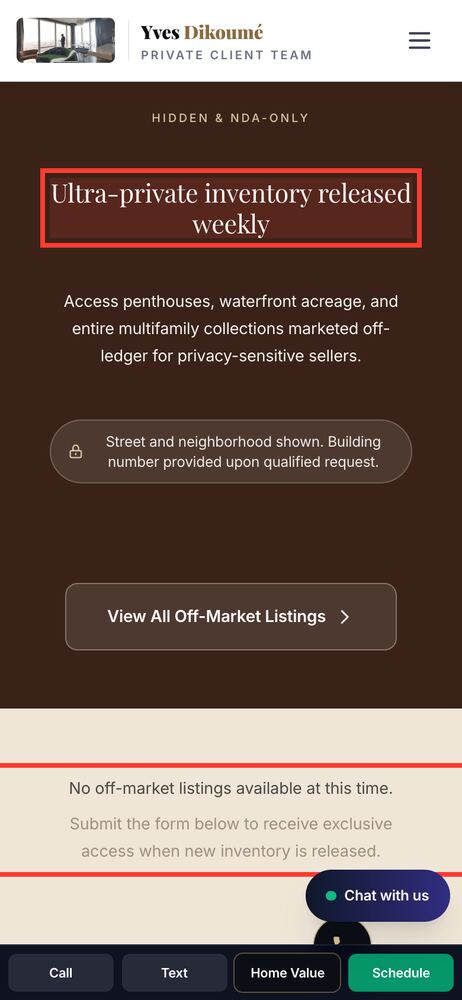 Yves Dikoumé
PRIVATE CLIENT TEAM
HIDDEN & NDA-ONLY
Ultra-private inventory released
weekly
Access penthouses, waterfront acreage, and
entire multifamily collections marketed off-
ledger for privacy-sensitive sellers.
Street and neighborhood shown. Building
number provided upon qualified request.
View All Off-Market Listings
No off-market listings available at this time.
Submit the form below to receive exclusive
access when new inventory is released.
Chat with us
Call
Text
Home Value
Schedule